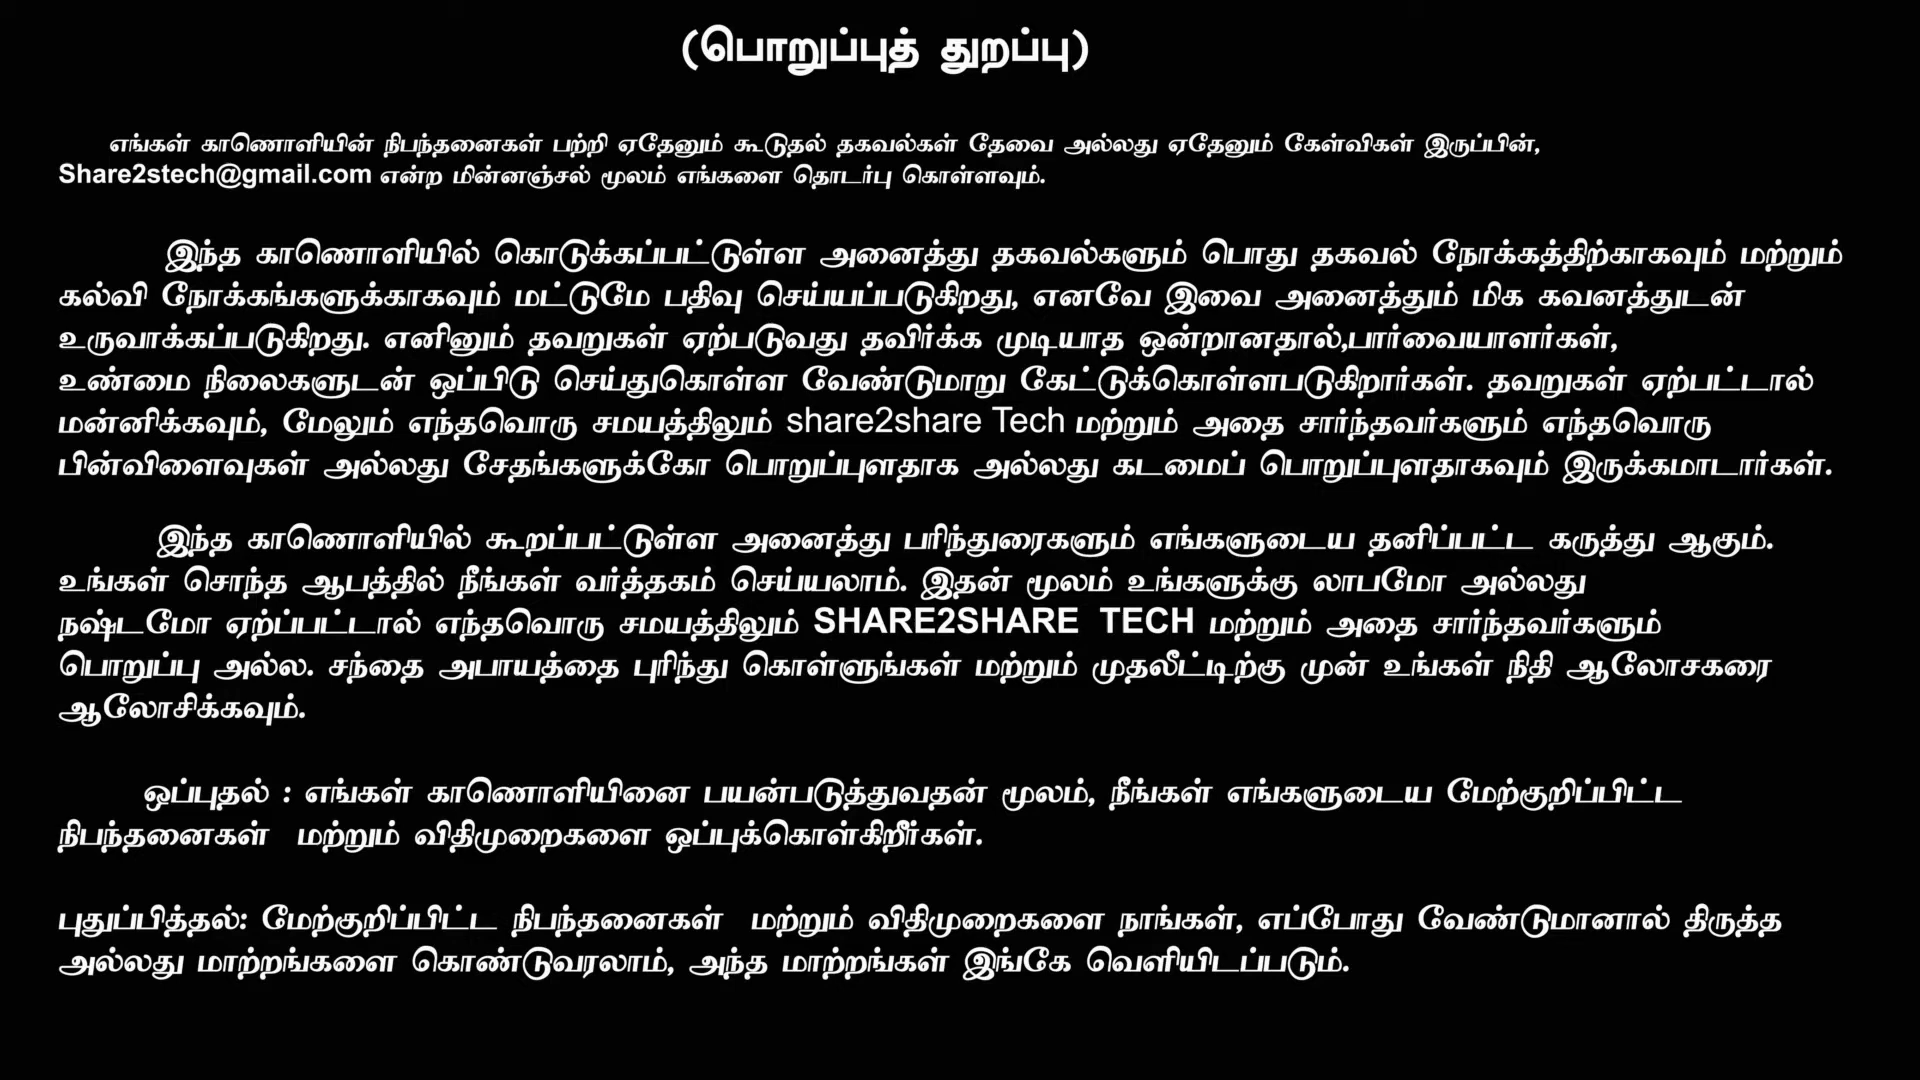 (பொறுப்புத் துறப்பு)
எங்கள் காணொளியின் நிபந்தனைகள் பற்றி ஏதேனும் கூடுதல் தகவல்கள் தேவை அல்லது ஏதேனும் கேள்விகள் இருப்பின்,
Share2stech@gmail.com என்ற மின்னஞ்சல் மூலம் எங்களை தொடர்பு கொள்ளவும்.
இந்த காணொளியில் கொடுக்கப்பட்டுள்ள அனைத்து தகவல்களும் பொது தகவல் நோக்கத்திற்காகவும் மற்றும்
கல்வி நோக்கங்களுக்காகவும் மட்டுமே பதிவு செய்யப்படுகிறது, எனவே இவை அனைத்தும் மிக கவனத்துடன்
உருவாக்கப்படுகிறது. எனினும் தவறுகள் ஏற்படுவது தவிர்க்க முடியாத ஒன்றானதால்,பார்வையாளர்கள்,
உண்மை நிலைகளுடன் ஒப்பிடு செய்துகொள்ள வேண்டுமாறு கேட்டுக்கொள்ளபடுகிறார்கள். தவறுகள் ஏற்பட்டால்
மன்னிக்கவும், மேலும் எந்தவொரு சமயத்திலும் share2share Tech மற்றும் அதை சார்ந்தவர்களும் எந்தவொரு
பின்விளைவுகள் அல்லது சேதங்களுக்கோ பொறுப்புளதாக அல்லது கடமைப் பொறுப்புளதாகவும் இருக்கமாடார்கள்.
இந்த காணொளியில் கூறப்பட்டுள்ள அனைத்து பரிந்துரைகளும் எங்களுடைய தனிப்பட்ட கருத்து ஆகும்.
உங்கள் சொந்த ஆபத்தில் நீங்கள் வர்த்தகம் செய்யலாம். இதன் மூலம் உங்களுக்கு லாபமோ அல்லது
நஷ்டமோ ஏற்ப்பட்டால் எந்தவொரு சமயத்திலும் SHARE2SHARE TECH மற்றும் அதை சார்ந்தவர்களும்
பொறுப்பு அல்ல. சந்தை அபாயத்தை புரிந்து கொள்ளுங்கள் மற்றும் முதலீட்டிற்கு முன் உங்கள் நிதி ஆலோசகரை
ஆலோசிக்கவும்.
ஒப்புதல் : எங்கள் காணொளியினை பயன்படுத்துவதன் மூலம், நீங்கள் எங்களுடைய மேற்குறிப்பிட்ட
நிபந்தனைகள் மற்றும் விதிமுறைகளை ஒப்புக்கொள்கிறீர்கள்.
புதுப்பித்தல்: மேற்குறிப்பிட்ட நிபந்தனைகள் மற்றும் விதிமுறைகளை நாங்கள், எப்போது வேண்டுமானால் திருத்த
அல்லது மாற்றங்களை கொண்டுவரலாம், அந்த மாற்றங்கள் இங்கே வெளியிடப்படும்.